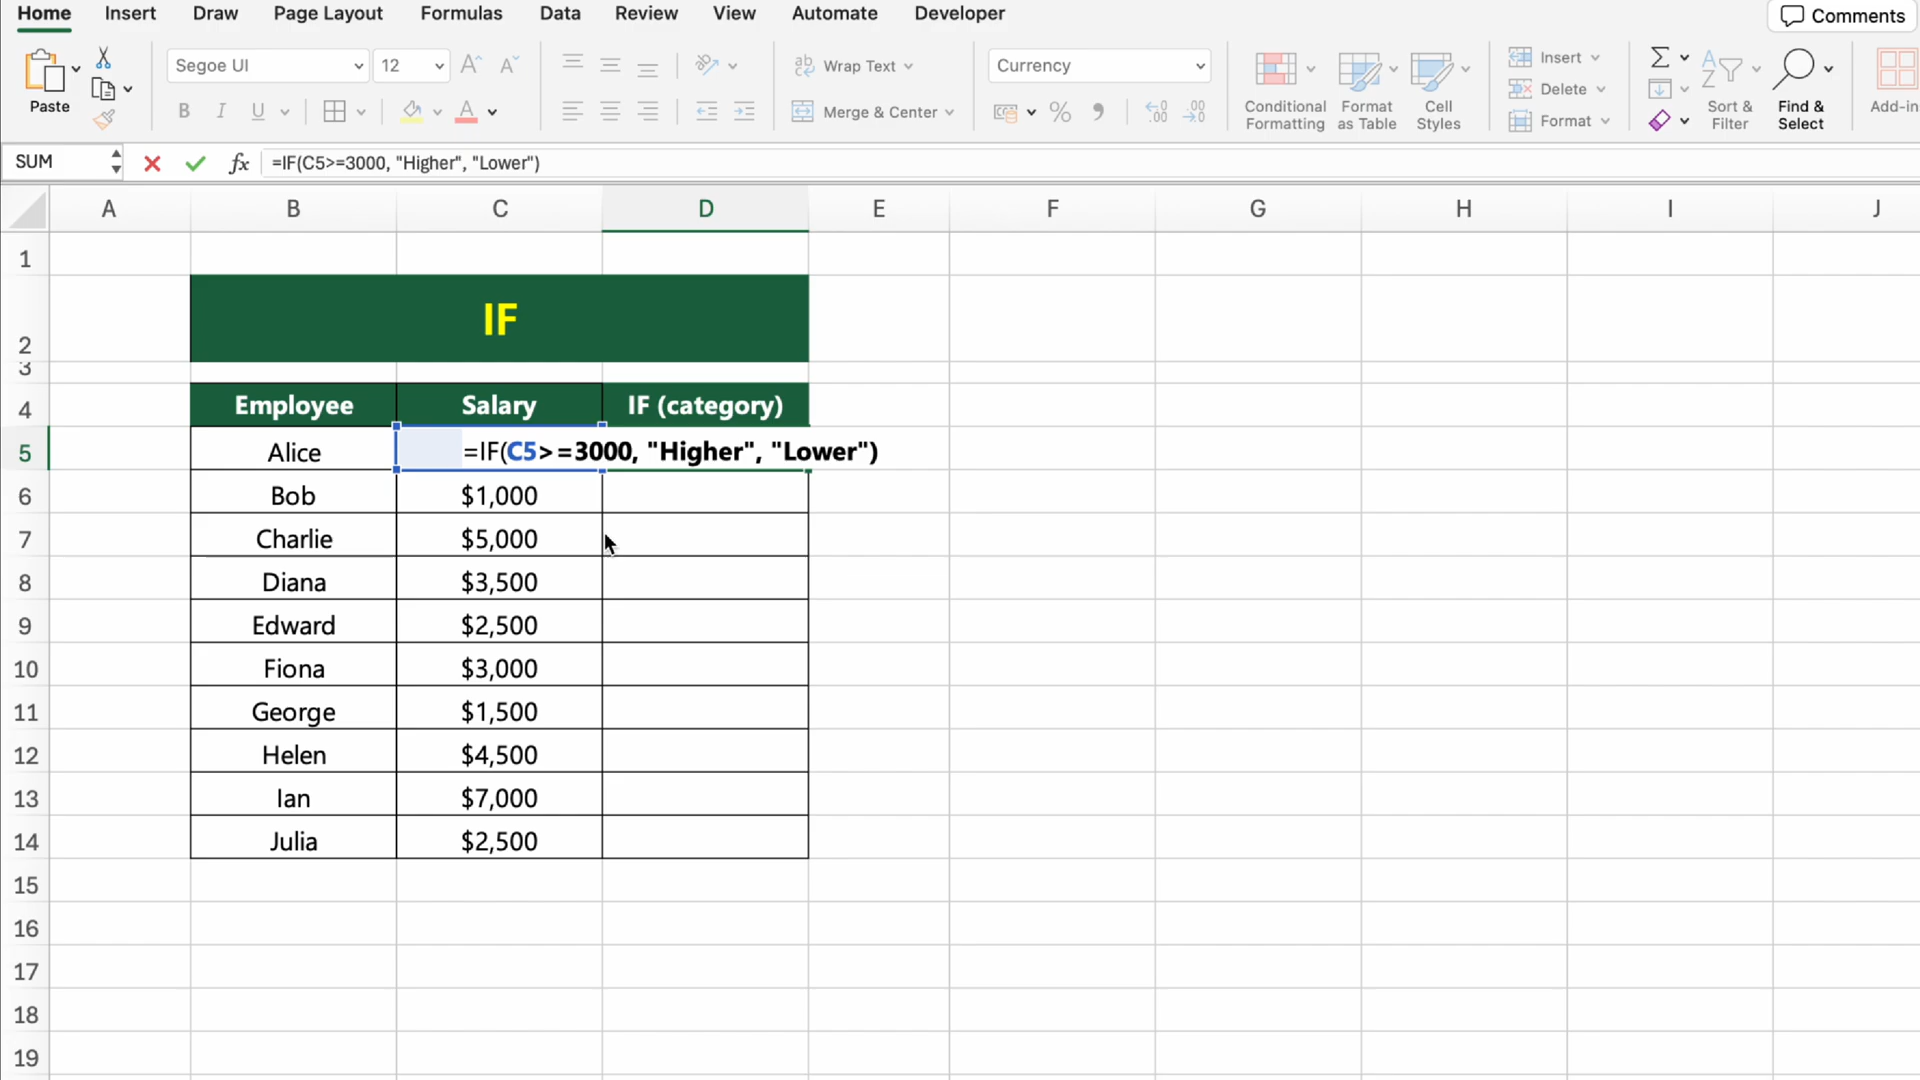 Home Insert Draw Page Layout Formulas Data Review View Automate Developer Comments
Paste
Segoe UI 12
B I U
A
Wrap Text
Merge & Center
Currency
%
Conditional Formatting
Format as Table
Cell Styles
Insert
Delete
Format
Sort & Filter
Find & Select
Add-in
SUM fx =IF(C5>=3000, "Higher", "Lower")
A B C D E F G H I J
1
2 IF
3
4 Employee Salary IF (category)
5 Alice =IF(C5>=3000, "Higher", "Lower")
6 Bob $1,000
7 Charlie $5,000
8 Diana $3,500
9 Edward $2,500
10 Fiona $3,000
11 George $1,500
12 Helen $4,500
13 Ian $7,000
14 Julia $2,500
15
16
17
18
19